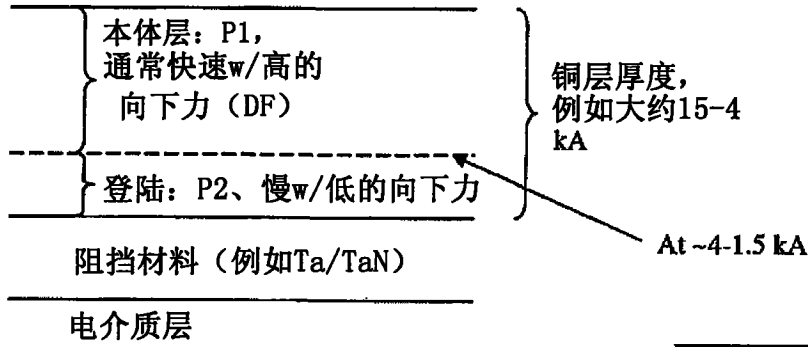 本体层：P1，
通常快速w/高的
向下力（DF）
铜层厚度，
例如大约15-4
kA
登陆：P2、慢w/低的向下力
At ~4-1.5 kA
阻挡材料（例如Ta/TaN）
电介质层